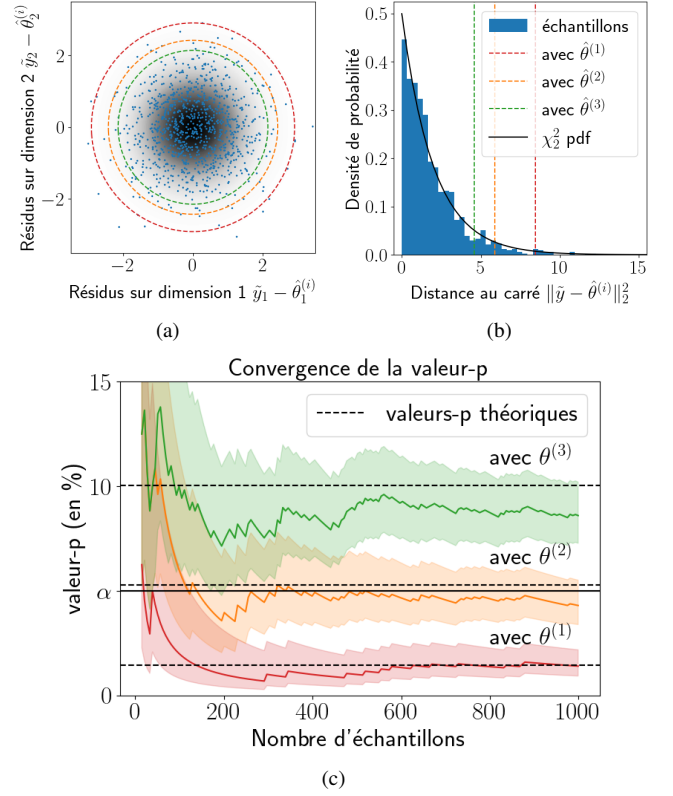 Résidus sur dimension 2 ỹ₂ − θ̂₂⁽ⁱ⁾
2
0
−2
−2
0
2
Résidus sur dimension 1 ỹ₁ − θ̂₁⁽ⁱ⁾
(a)
Densité de probabilité
0.5
0.4
0.3
0.2
0.1
0.0
0
5
10
15
échantillons
avec θ̂⁽¹⁾
avec θ̂⁽²⁾
avec θ̂⁽³⁾
χ₂² pdf
Distance au carré ‖ỹ − θ̂⁽ⁱ⁾‖₂²
(b)
Convergence de la valeur-p
valeur-p (en %)
15
10
α
0
valeurs-p théoriques
avec θ⁽³⁾
avec θ⁽²⁾
avec θ⁽¹⁾
0
200
400
600
800
1000
Nombre d'échantillons
(c)